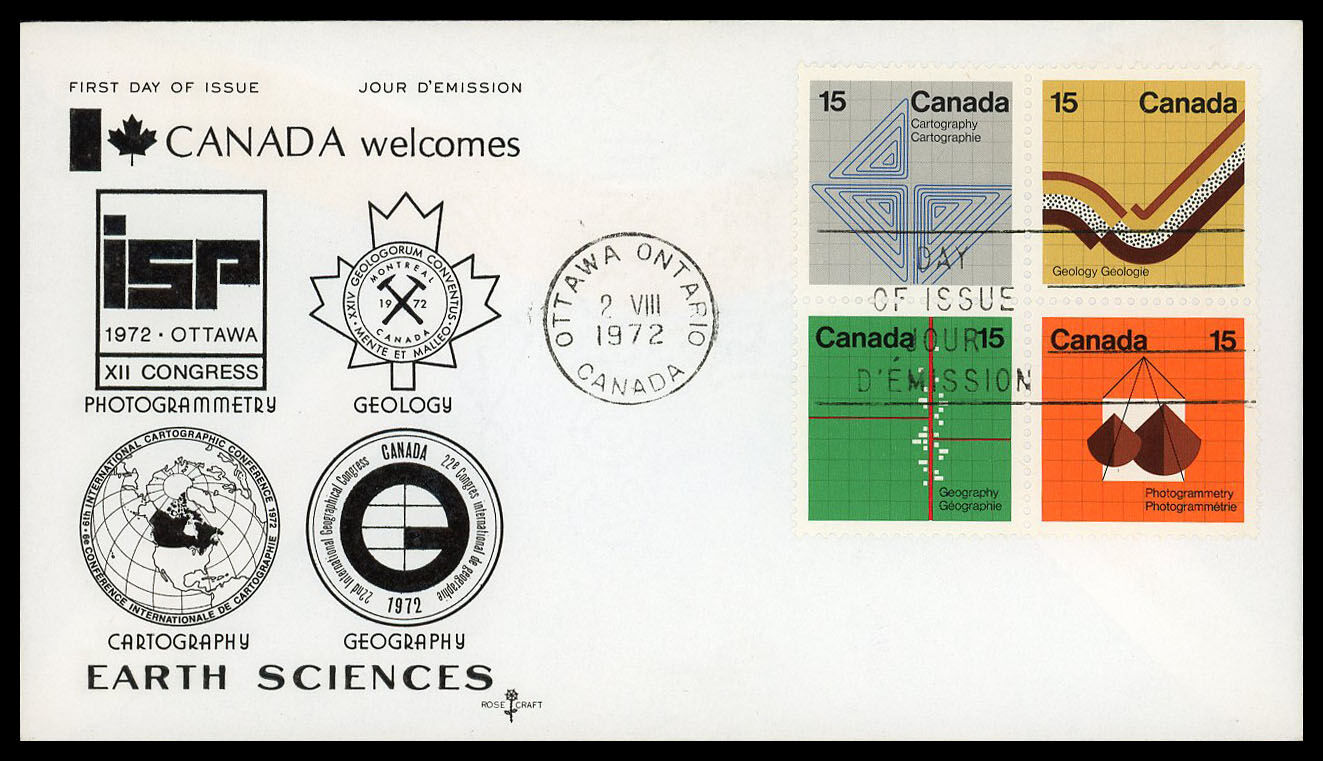 FIRST DAY OF ISSUE JOUR D'EMISSION
CANADA welcomes
isp
1972 · OTTAWA
XII CONGRESS
PHOTOGRAMMETRY
XXIV GEOLOGORUM CONVENTUS · MENTE ET MALLEO ·
MONTREAL
19 72
CANADA
GEOLOGY
6th INTERNATIONAL CARTOGRAPHIC CONFERENCE 1972
6e CONFÉRENCE INTERNATIONALE DE CARTOGRAPHIE 1972
CARTOGRAPHY
CANADA
22nd International Geographical Congress
22e Congres international de geographie
1972
GEOGRAPHY
EARTH SCIENCES
ROSE CRAFT
OTTAWA ONTARIO
2 VIII
1972
CANADA
15 Canada
Cartography
Cartographie
15 Canada
Geology Geologie
DAY
OF ISSUE
JOUR
D'ÉMISSION
Canada 15
Geography
Géographie
Canada 15
Photogrammetry
Photogrammétrie